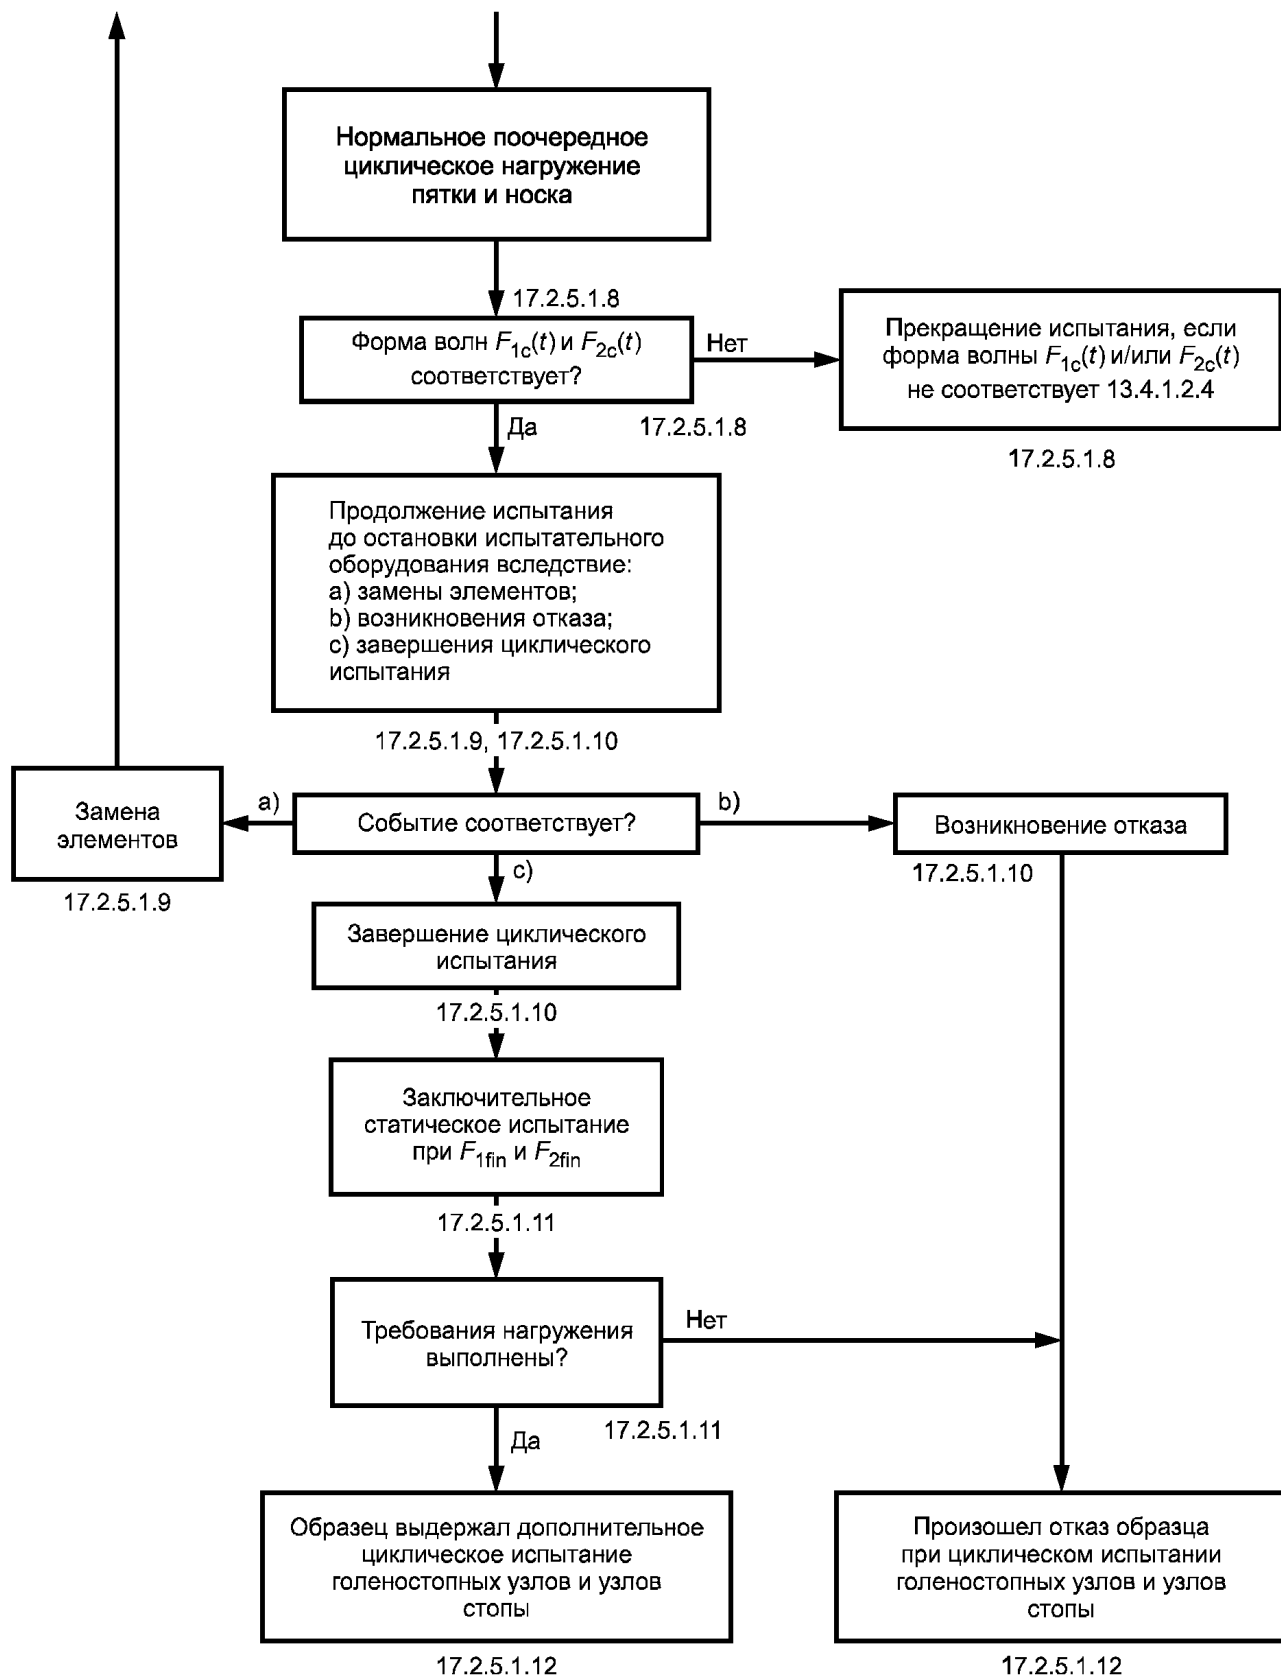 Нормальное поочередное
циклическое нагружение
пятки и носка
17.2.5.1.8
Форма волн F1c(t) и F2c(t)
соответствует?
Нет
Прекращение испытания, если
форма волны F1c(t) и/или F2c(t)
не соответствует 13.4.1.2.4
Да
17.2.5.1.8
17.2.5.1.8
Продолжение испытания
до остановки испытательного
оборудования вследствие:
a) замены элементов;
b) возникновения отказа;
c) завершения циклического
испытания
17.2.5.1.9, 17.2.5.1.10
Замена
элементов
a)
Событие соответствует?
b)
Возникновение отказа
17.2.5.1.9
c)
17.2.5.1.10
Завершение циклического
испытания
17.2.5.1.10
Заключительное
статическое испытание
при F1fin и F2fin
17.2.5.1.11
Требования нагружения
выполнены?
Нет
17.2.5.1.11
Да
Образец выдержал дополнительное
циклическое испытание
голеностопных узлов и узлов
стопы
Произошел отказ образца
при циклическом испытании
голеностопных узлов и узлов
стопы
17.2.5.1.12
17.2.5.1.12